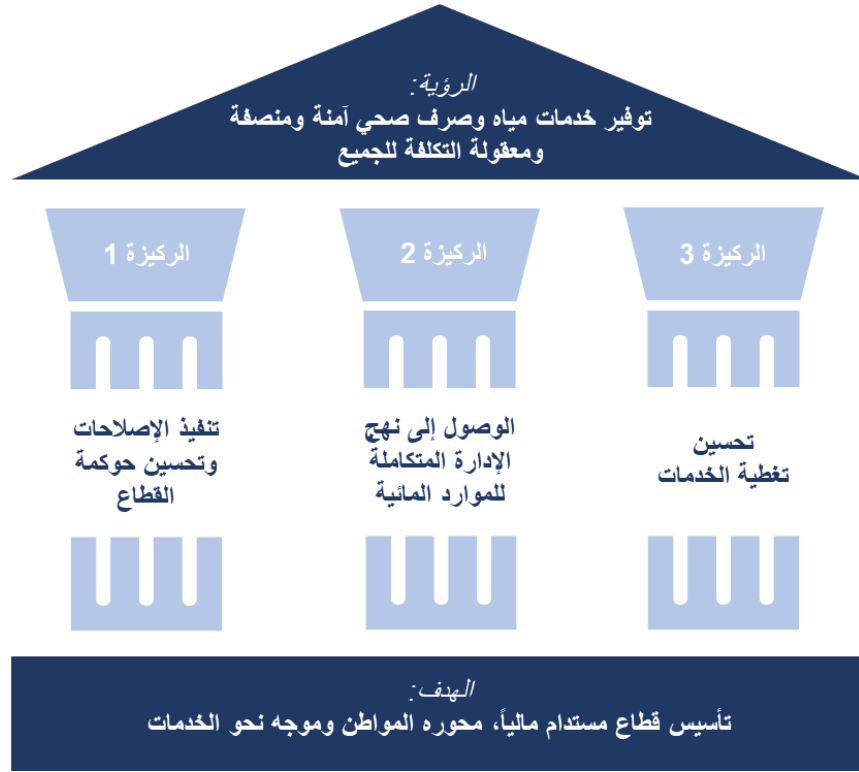 الرؤية:
توفير خدمات مياه وصرف صحي آمنة ومنصفة
ومعقولة التكلفة للجميع
الركيزة 1
تنفيذ الإصلاحات
وتحسين حوكمة
القطاع
الركيزة 2
الوصول إلى نهج
الإدارة المتكاملة
للموارد المائية
الركيزة 3
تحسين
تغطية الخدمات
الهدف:
تأسيس قطاع مستدام مالياً، محوره المواطن وموجه نحو الخدمات